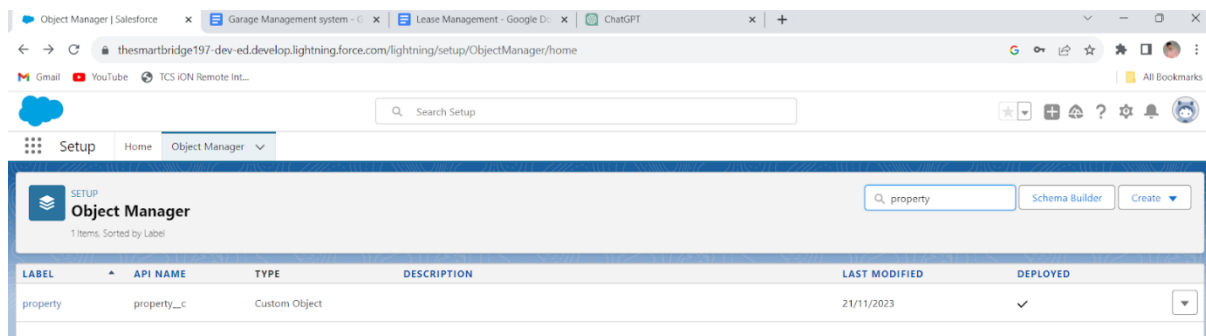 Object Manager | Salesforce
Garage Management system - G
Lease Management - Google Do
ChatGPT
thesmartbridge197-dev-ed.develop.lightning.force.com/lightning/setup/ObjectManager/home
Gmail YouTube TCS iON Remote Int... All Bookmarks
Search Setup
Setup Home Object Manager
SETUP
Object Manager
1 Items, Sorted by Label
property Schema Builder Create
LABEL API NAME TYPE DESCRIPTION LAST MODIFIED DEPLOYED
property property__c Custom Object 21/11/2023